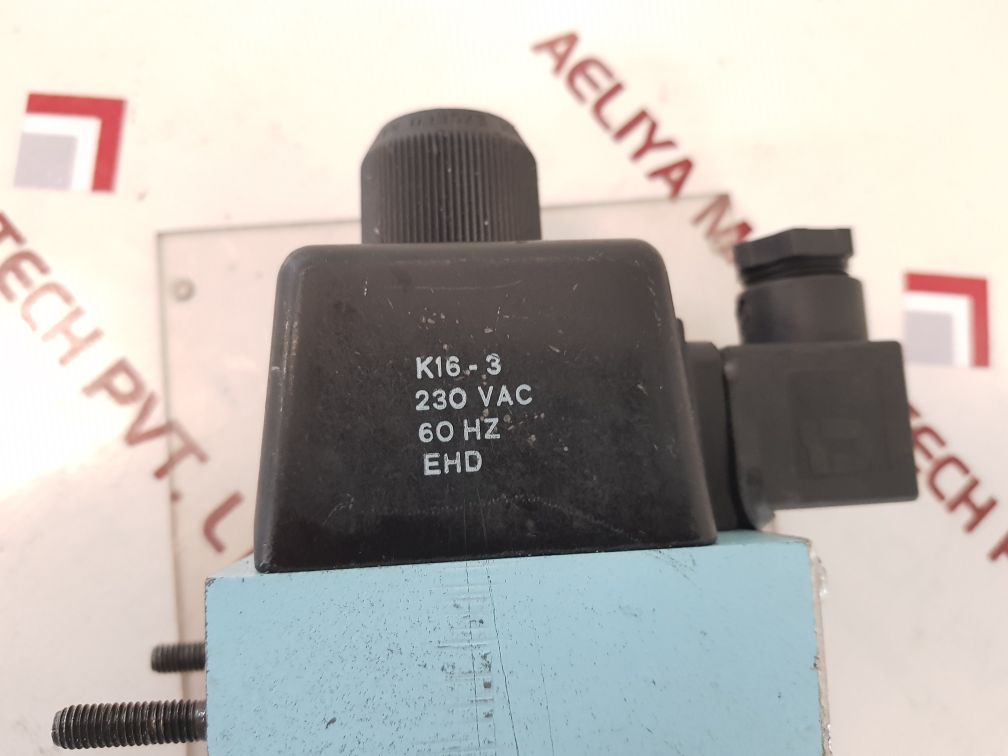 AELIYA M
TECH PVT. L
TECH P
K16-3
230 VAC
60 HZ
EHD